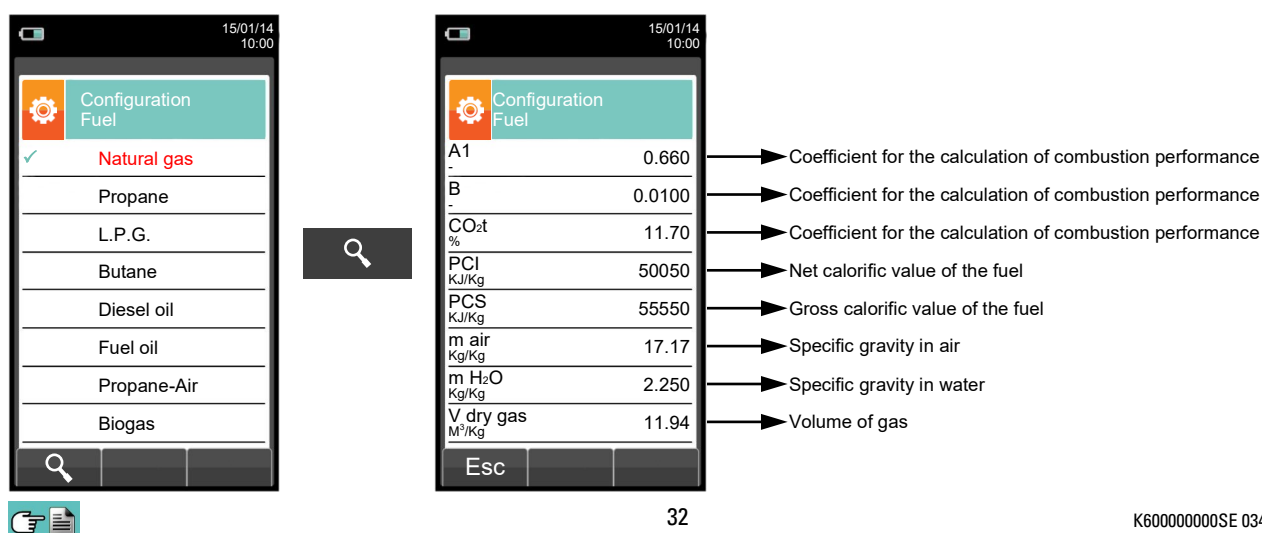 15/01/14
10:00
Configuration
Fuel
✓ Natural gas
Propane
L.P.G.
Butane
Diesel oil
Fuel oil
Propane-Air
Biogas
15/01/14
10:00
Configuration
Fuel
A1 0.660 Coefficient for the calculation of combustion performance
-
B 0.0100 Coefficient for the calculation of combustion performance
-
CO₂t 11.70 Coefficient for the calculation of combustion performance
%
PCI 50050 Net calorific value of the fuel
KJ/Kg
PCS 55550 Gross calorific value of the fuel
KJ/Kg
m air 17.17 Specific gravity in air
Kg/Kg
m H₂O 2.250 Specific gravity in water
Kg/Kg
V dry gas 11.94 Volume of gas
M³/Kg
Esc
32
K600000000SE 034